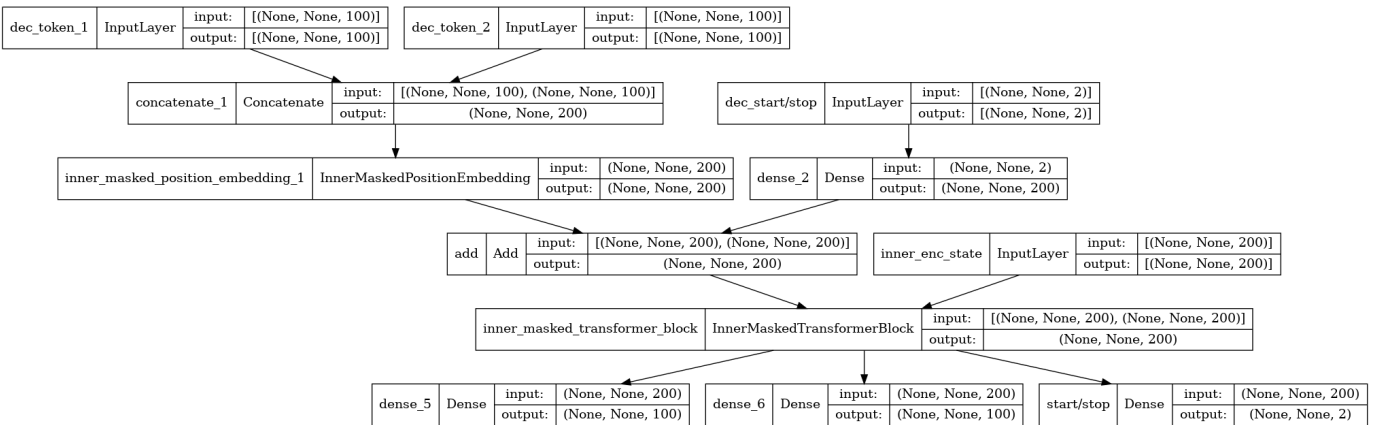 dec_token_1 InputLayer input: [(None, None, 100)] output: [(None, None, 100)]
dec_token_2 InputLayer input: [(None, None, 100)] output: [(None, None, 100)]
concatenate_1 Concatenate input: [(None, None, 100), (None, None, 100)] output: (None, None, 200)
dec_start/stop InputLayer input: [(None, None, 2)] output: [(None, None, 2)]
inner_masked_position_embedding_1 InnerMaskedPositionEmbedding input: (None, None, 200) output: (None, None, 200)
dense_2 Dense input: (None, None, 2) output: (None, None, 200)
add Add input: [(None, None, 200), (None, None, 200)] output: (None, None, 200)
inner_enc_state InputLayer input: [(None, None, 200)] output: [(None, None, 200)]
inner_masked_transformer_block InnerMaskedTransformerBlock input: [(None, None, 200), (None, None, 200)] output: (None, None, 200)
dense_5 Dense input: (None, None, 200) output: (None, None, 100)
dense_6 Dense input: (None, None, 200) output: (None, None, 100)
start/stop Dense input: (None, None, 200) output: (None, None, 2)